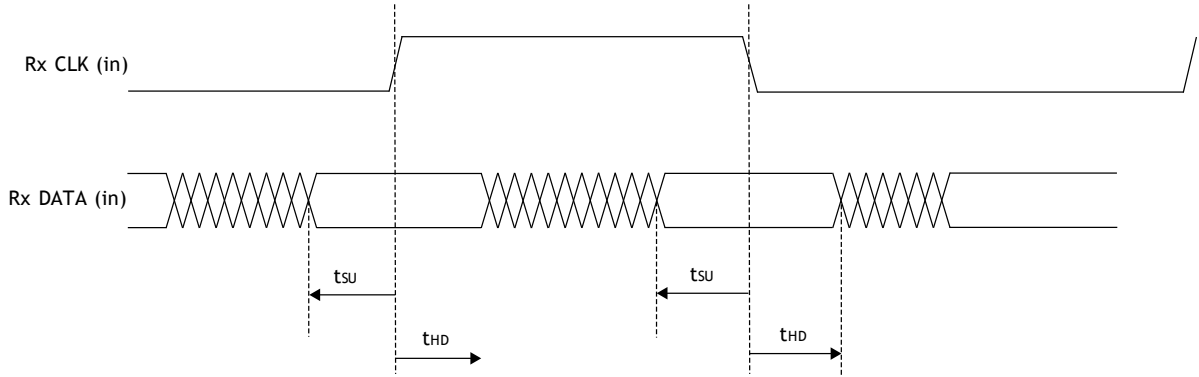 Rx CLK (in)
Rx DATA (in)
tSU
tSU
tHD
tHD